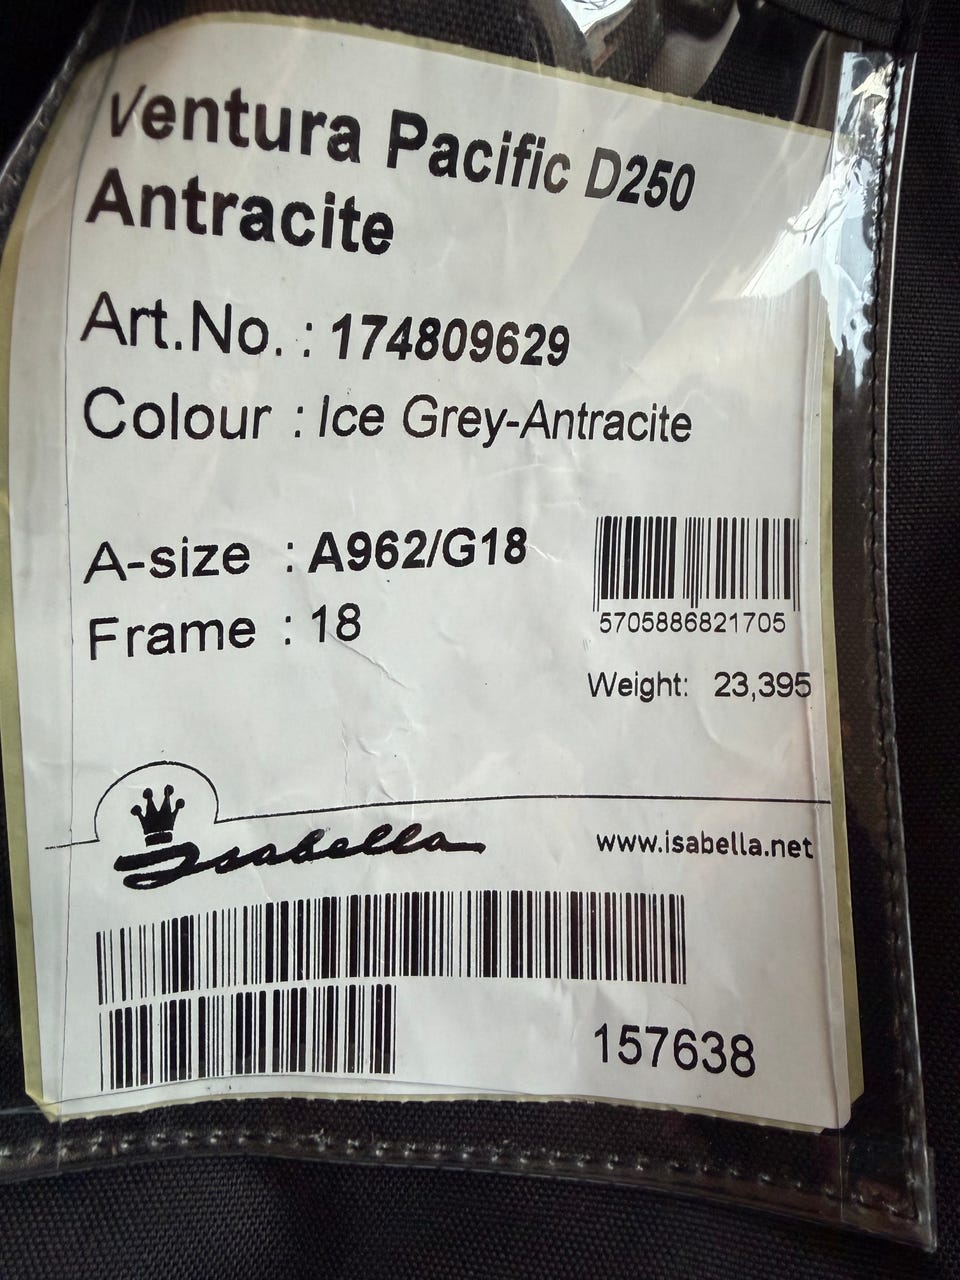 Ventura Pacific D250
Antracite
Art.No. : 174809629
Colour : Ice Grey-Antracite
A-size : A962/G18
Frame : 18
5705886821705
Weight: 23,395
Isabella
www.isabella.net
157638